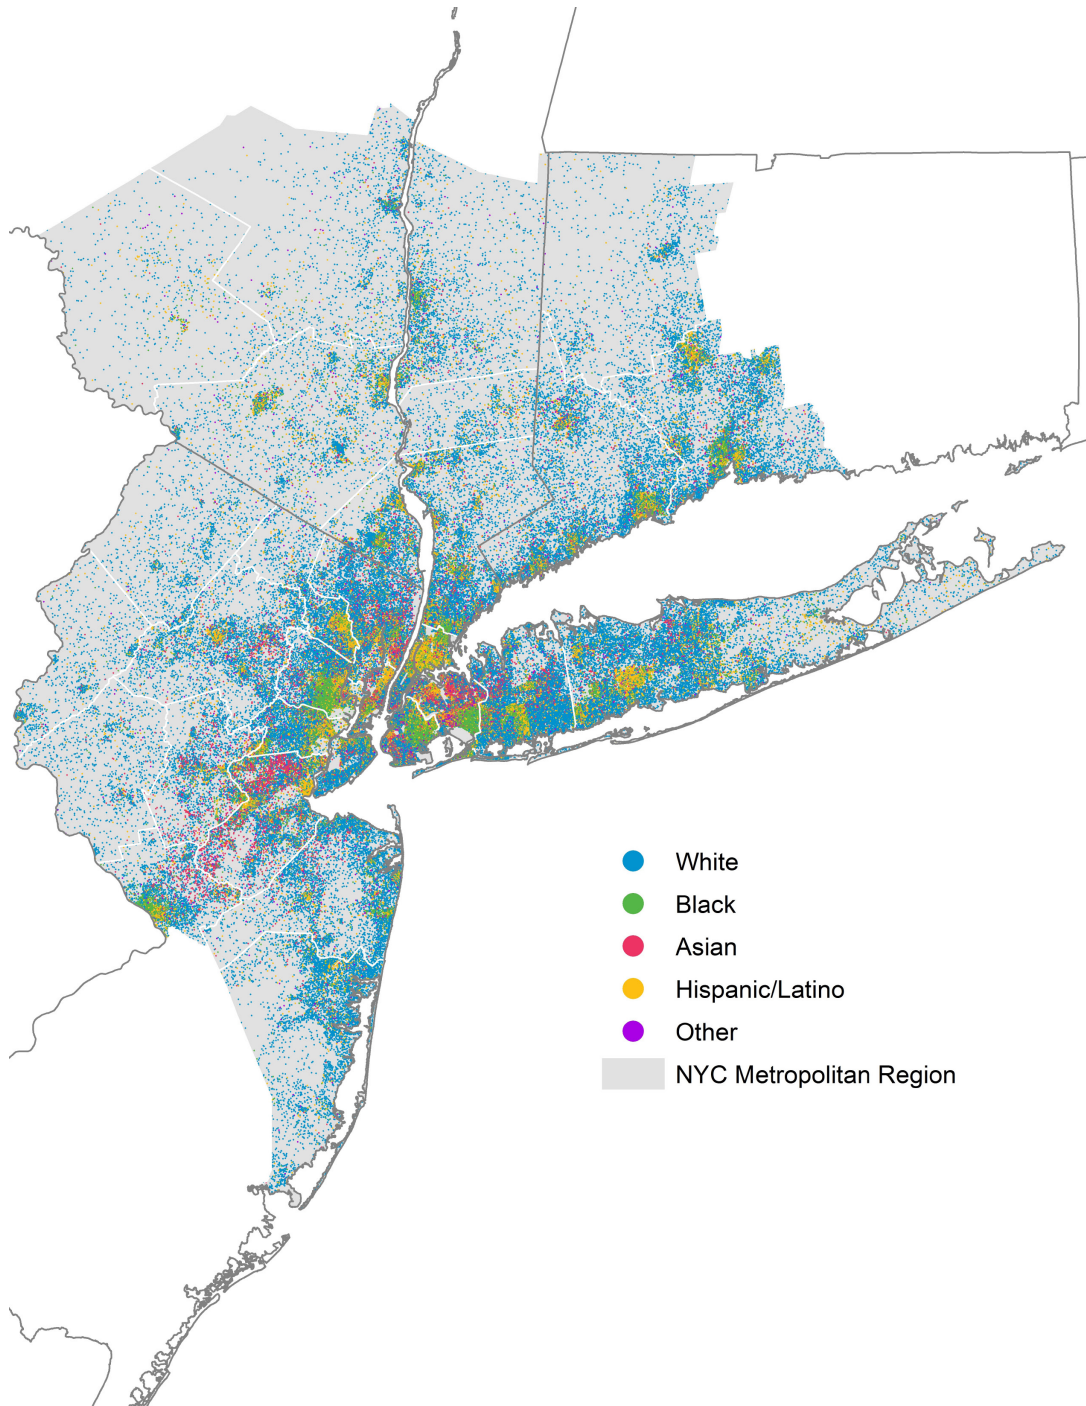 White
Black
Asian
Hispanic/Latino
Other
NYC Metropolitan Region